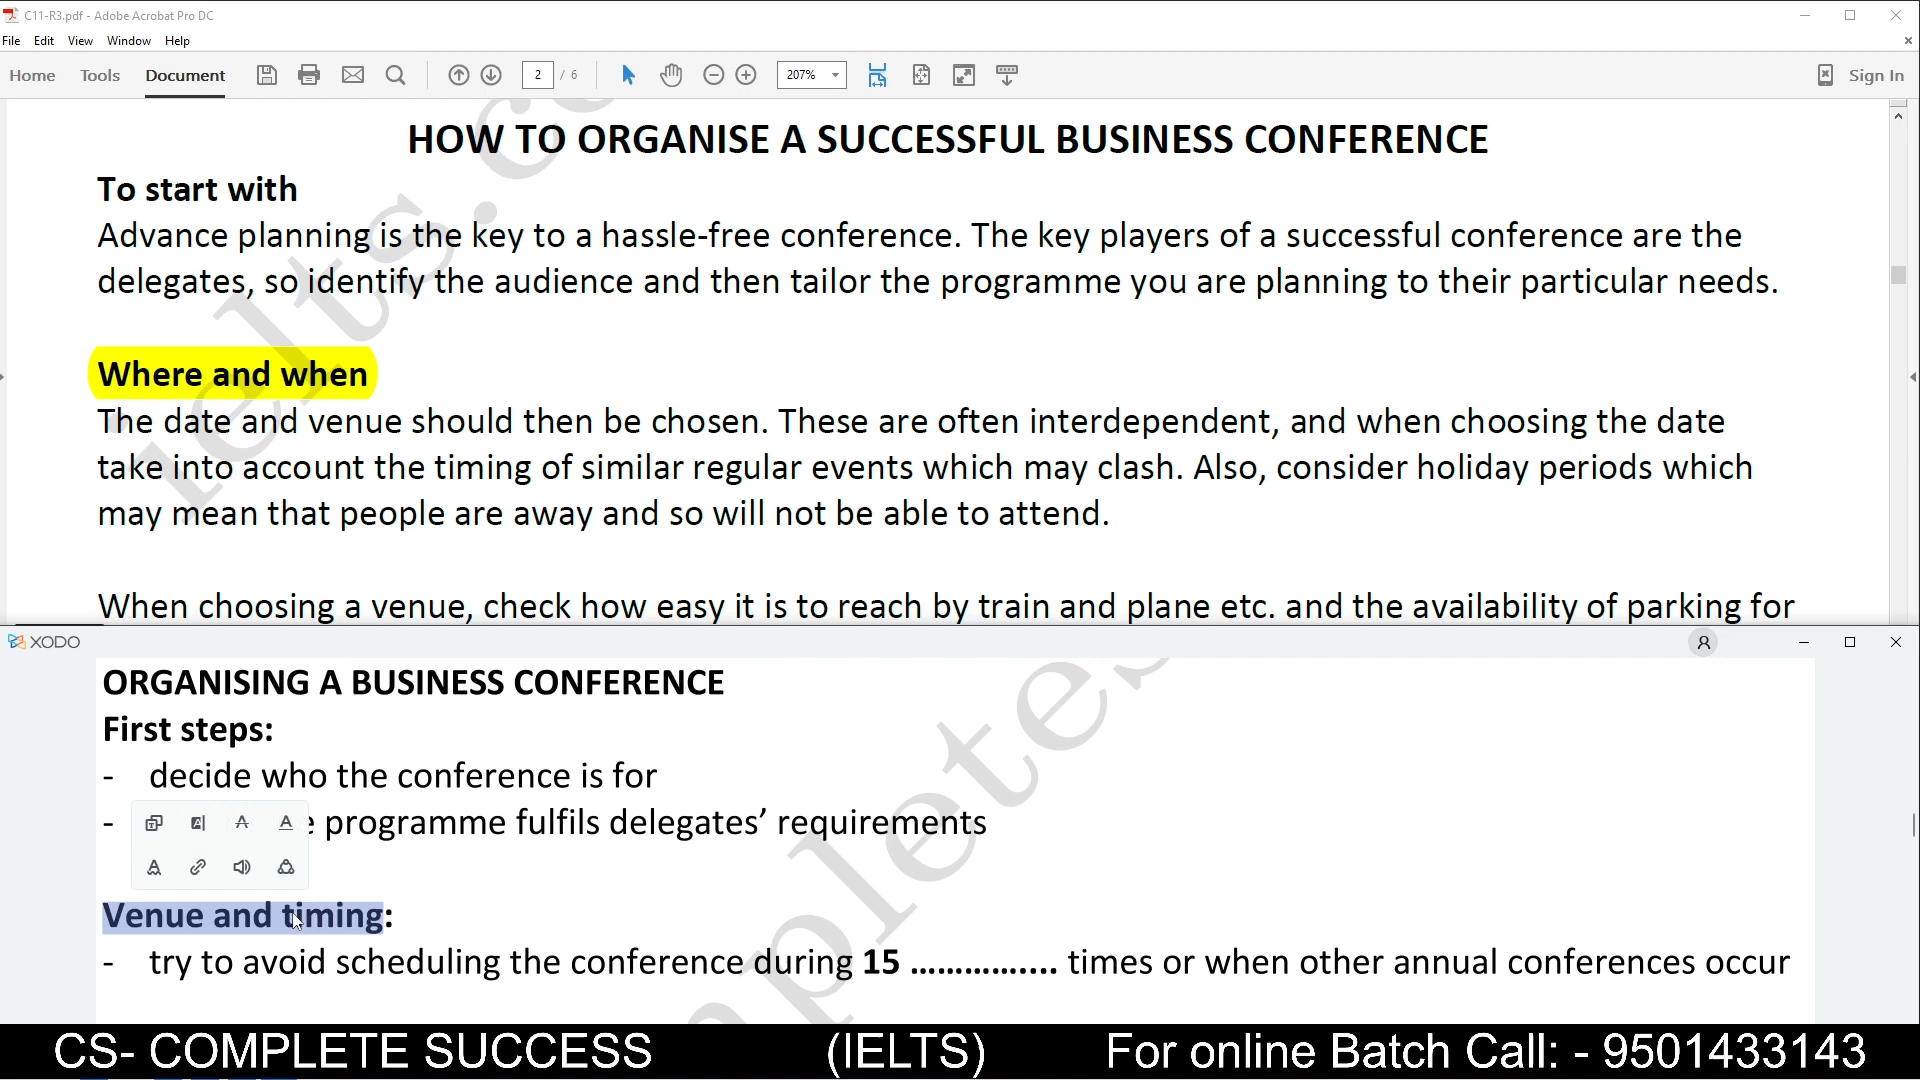 C11-R3.pdf - Adobe Acrobat Pro DC
File Edit View Window Help
Home Tools Document 2 / 6 207% Sign In
HOW TO ORGANISE A SUCCESSFUL BUSINESS CONFERENCE
To start with
Advance planning is the key to a hassle-free conference. The key players of a successful conference are the
delegates, so identify the audience and then tailor the programme you are planning to their particular needs.
Where and when
The date and venue should then be chosen. These are often interdependent, and when choosing the date
take into account the timing of similar regular events which may clash. Also, consider holiday periods which
may mean that people are away and so will not be able to attend.
When choosing a venue, check how easy it is to reach by train and plane etc. and the availability of parking for
XODO
ORGANISING A BUSINESS CONFERENCE
First steps:
- decide who the conference is for
- programme fulfils delegates’ requirements
Venue and timing:
- try to avoid scheduling the conference during 15 ................ times or when other annual conferences occur
CS- COMPLETE SUCCESS (IELTS) For online Batch Call: - 9501433143